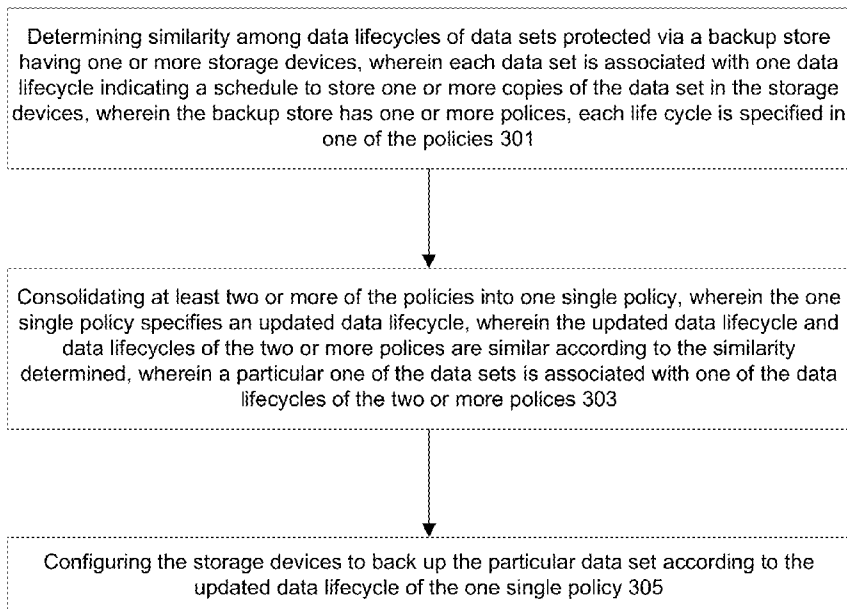 Determining similarity among data lifecycles of data sets protected via a backup store
having one or more storage devices, wherein each data set is associated with one data
lifecycle indicating a schedule to store one or more copies of the data set in the storage
devices, wherein the backup store has one or more polices, each life cycle is specified in
one of the policies 301
Consolidating at least two or more of the policies into one single policy, wherein the one
single policy specifies an updated data lifecycle, wherein the updated data lifecycle and
data lifecycles of the two or more polices are similar according to the similarity
determined, wherein a particular one of the data sets is associated with one of the data
lifecycles of the two or more polices 303
Configuring the storage devices to back up the particular data set according to the
updated data lifecycle of the one single policy 305